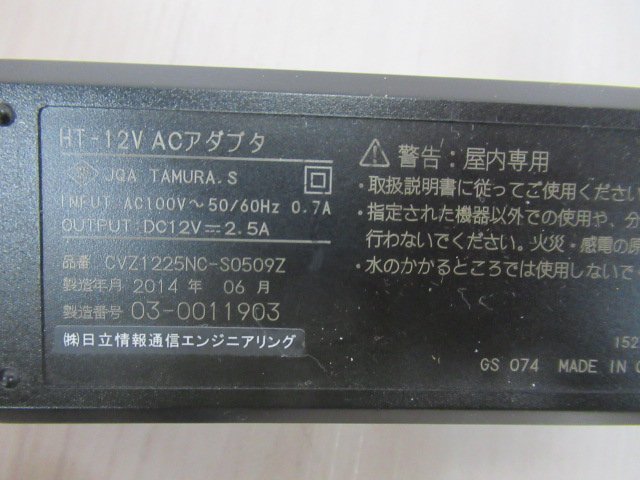 HT-12V ACアダプタ
JQA TAMURA.S
INPUT:AC100V～50/60Hz 0.7A
OUTPUT:DC12V⎓2.5A
品番 CVZ1225NC-S0509Z
製造年月 2014 年 06 月
製造番号 03-0011903
㈱日立情報通信エンジニアリング
⚠ 警告:屋内専用
・取扱説明書に従ってご使用ください
・指定された機器以外での使用や、分
行わないでください。火災・感電の原
・水のかかるところでは使用しないで
152
GS 074 MADE IN